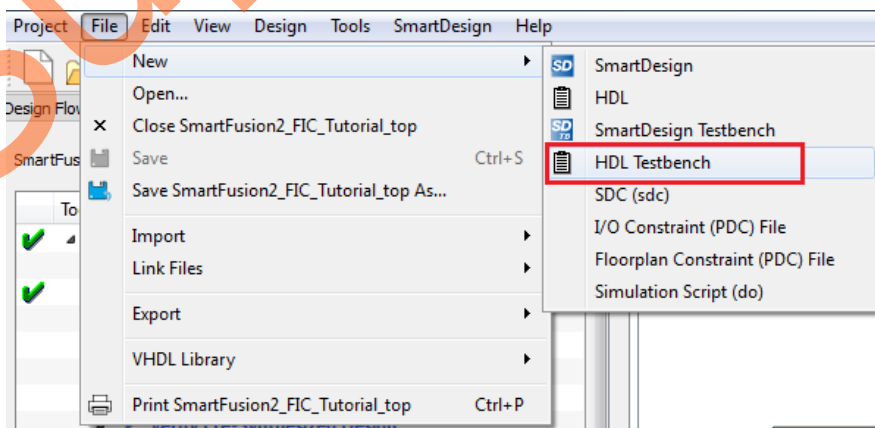 Project File Edit View Design Tools SmartDesign Help
New
Open...
Close SmartFusion2_FIC_Tutorial_top
Save Ctrl+S
Save SmartFusion2_FIC_Tutorial_top As...
Import
Link Files
Export
VHDL Library
Print SmartFusion2_FIC_Tutorial_top Ctrl+P
SD SmartDesign
HDL
SD TB SmartDesign Testbench
HDL Testbench
SDC (sdc)
I/O Constraint (PDC) File
Floorplan Constraint (PDC) File
Simulation Script (do)
Design Flo
SmartFus
To